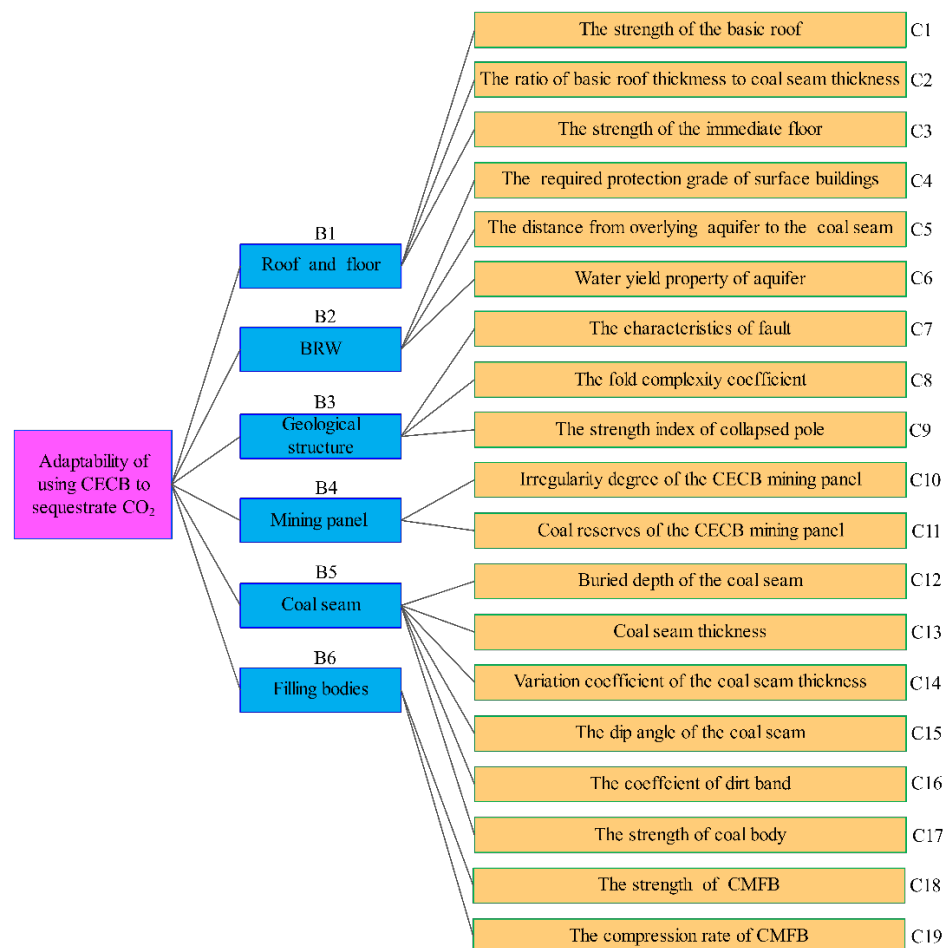 The strength of the basic roof C1
The ratio of basic roof thickmess to coal seam thickness C2
The strength of the immediate floor C3
The required protection grade of surface buildings C4
The distance from overlying aquifer to the coal seam C5
Water yield property of aquifer C6
The characteristics of fault C7
The fold complexity coefficient C8
The strength index of collapsed pole C9
Irregularity degree of the CECB mining panel C10
Coal reserves of the CECB mining panel C11
Buried depth of the coal seam C12
Coal seam thickness C13
Variation coefficient of the coal seam thickness C14
The dip angle of the coal seam C15
The coeffcient of dirt band C16
The strength of coal body C17
The strength of CMFB C18
The compression rate of CMFB C19
B1
Roof and floor
B2
BRW
B3
Geological
structure
B4
Mining panel
B5
Coal seam
B6
Filling bodies
Adaptability of
using CECB to
sequestrate CO₂